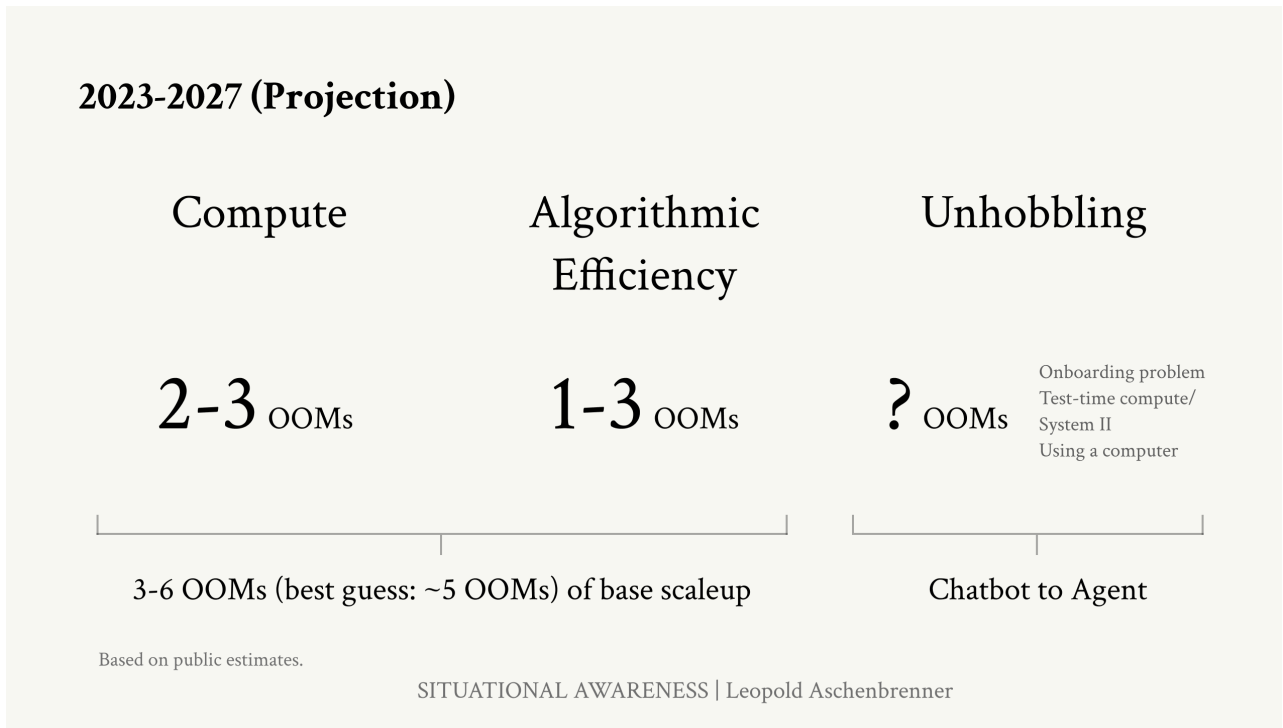 2023-2027 (Projection)
Compute
Algorithmic
Efficiency
Unhobbling
2-3 OOMs
1-3 OOMs
? OOMs
Onboarding problem
Test-time compute/
System II
Using a computer
3-6 OOMs (best guess: ~5 OOMs) of base scaleup
Chatbot to Agent
Based on public estimates.
SITUATIONAL AWARENESS | Leopold Aschenbrenner